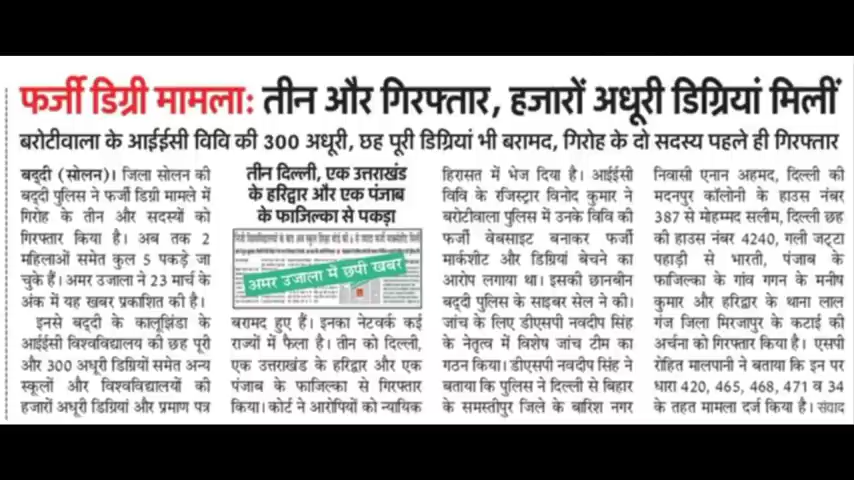 फर्जी डिग्री मामला: तीन और गिरफ्तार, हजारों अधूरी डिग्रियां मिलीं
बरोटीवाला के आईईसी विवि की 300 अधूरी, छह पूरी डिग्रियां भी बरामद, गिरोह के दो सदस्य पहले ही गिरफ्तार
बद्दी (सोलन)। जिला सोलन की
बद्दी पुलिस ने फर्जी डिग्री मामले में
गिरोह के तीन और सदस्यों को
गिरफ्तार किया है। अब तक 2
महिलाओं समेत कुल 5 पकड़े जा
चुके हैं। अमर उजाला ने 23 मार्च के
अंक में यह खबर प्रकाशित की है।
इनसे बद्दी के कालूझिंडा के
आईईसी विश्वविद्यालय की छह पूरी
और 300 अधूरी डिग्रियों समेत अन्य
स्कूलों और विश्वविद्यालयों की
हजारों अधूरी डिग्रियां और प्रमाण पत्र
तीन दिल्ली, एक उत्तराखंड
के हरिद्वार और एक पंजाब
के फाजिल्का से पकड़ा
अमर उजाला में छपी खबर
बरामद हुए हैं। इनका नेटवर्क कई
राज्यों में फैला है। तीन को दिल्ली,
एक उत्तराखंड के हरिद्वार और एक
पंजाब के फाजिल्का से गिरफ्तार
किया। कोर्ट ने आरोपियों को न्यायिक
हिरासत में भेज दिया है। आईईसी
विवि के रजिस्ट्रार विनोद कुमार ने
बरोटीवाला पुलिस में उनके विवि की
फर्जी वेबसाइट बनाकर फर्जी
मार्कशीट और डिग्रियां बेचने का
आरोप लगाया था। इसकी छानबीन
बद्दी पुलिस के साइबर सेल ने की।
जांच के लिए डीएसपी नवदीप सिंह
के नेतृत्व में विशेष जांच टीम का
गठन किया। डीएसपी नवदीप सिंह ने
बताया कि पुलिस ने दिल्ली से बिहार
के समस्तीपुर जिले के बारिश नगर
निवासी एनान अहमद, दिल्ली की
मदनपुर कॉलोनी के हाउस नंबर
387 से मोहम्मद सलीम, दिल्ली छह
की हाउस नंबर 4240, गली जट्टा
पहाड़ी से भारती, पंजाब के
फाजिल्का के गांव गगन के मनीप
कुमार और हरिद्वार के थाना लाल
गंज जिला मिरजापुर के कटाई की
अर्चना को गिरफ्तार किया है। एसपी
रोहित मालपानी ने बताया कि इन पर
धारा 420, 465, 468, 471 व 34
के तहत मामला दर्ज किया है। संवाद